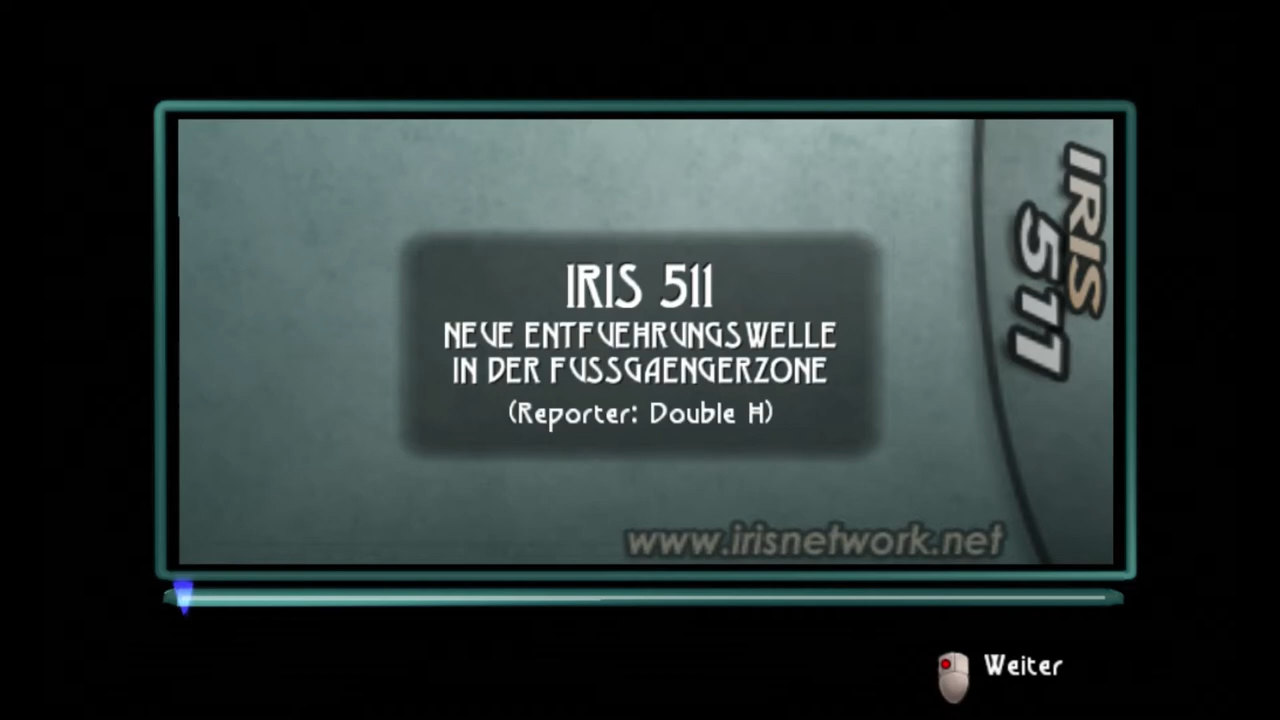 IRIS 511
NEUE ENTFUEHRUNGSWELLE
IN DER FUSSGAENGERZONE
(Reporter: Double H)
IRIS
511
www.irisnetwork.net
Weiter